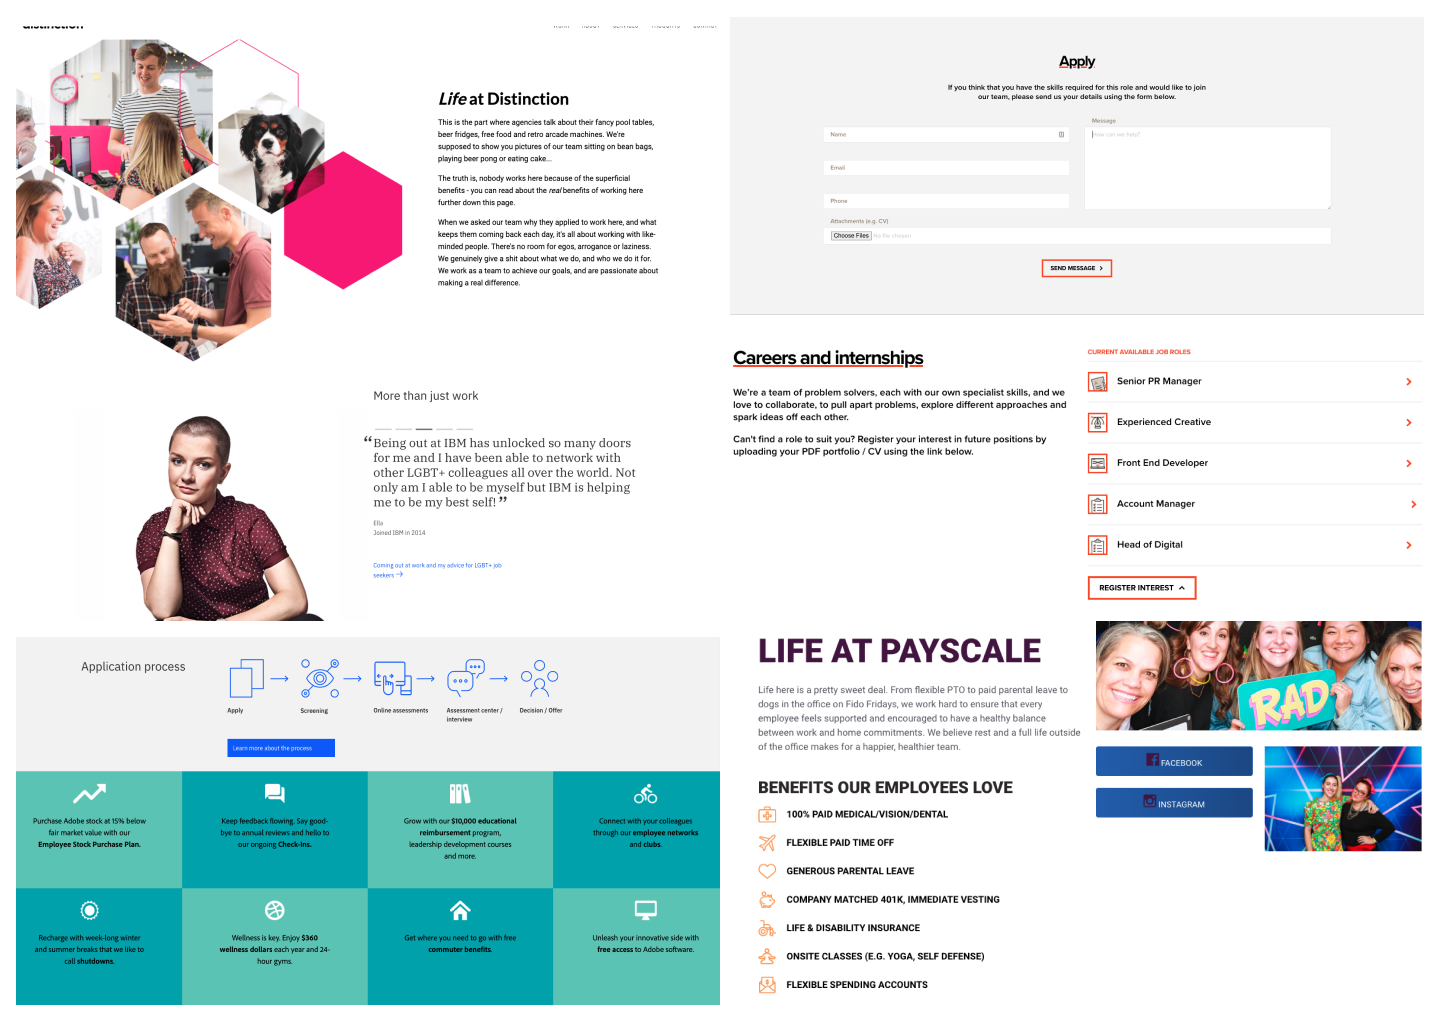 distinction
WORK ABOUT SERVICES THOUGHTS CONTACT
Life at Distinction
This is the part where agencies talk about their fancy pool tables,
beer fridges, free food and retro arcade machines. We're
supposed to show you pictures of our team sitting on bean bags,
playing beer pong or eating cake...
The truth is, nobody works here because of the superficial
benefits - you can read about the real benefits of working here
further down this page.
When we asked our team why they applied to work here, and what
keeps them coming back each day, it's all about working with like-
minded people. There's no room for egos, arrogance or laziness.
We genuinely give a shit about what we do, and who we do it for.
We work as a team to achieve our goals, and are passionate about
making a real difference.
Apply
If you think that you have the skills required for this role and would like to join
our team, please send us your details using the form below.
Name
Email
Phone
Attachments (e.g. CV)
Choose Files No file chosen
Message
How can we help?
SEND MESSAGE
More than just work
“Being out at IBM has unlocked so many doors
for me and I have been able to network with
other LGBT+ colleagues all over the world. Not
only am I able to be myself but IBM is helping
me to be my best self!”
Ella
Joined IBM in 2014
Coming out at work and my advice for LGBT+ job
seekers →
Careers and internships
We're a team of problem solvers, each with our own specialist skills, and we
love to collaborate, to pull apart problems, explore different approaches and
spark ideas off each other.
Can't find a role to suit you? Register your interest in future positions by
uploading your PDF portfolio / CV using the link below.
CURRENT AVAILABLE JOB ROLES
Senior PR Manager
Experienced Creative
Front End Developer
Account Manager
Head of Digital
REGISTER INTEREST
Application process
Apply
Screening
Online assessments
Assessment center /
interview
Decision / Offer
Learn more about the process
Purchase Adobe stock at 15% below
fair market value with our
Employee Stock Purchase Plan.
Keep feedback flowing. Say good-
bye to annual reviews and hello to
our ongoing Check-Ins.
Grow with our $10,000 educational
reimbursement program,
leadership development courses
and more.
Connect with your colleagues
through our employee networks
and clubs.
Recharge with week-long winter
and summer breaks that we like to
call shutdowns.
Wellness is key. Enjoy $360
wellness dollars each year and 24-
hour gyms.
Get where you need to go with free
commuter benefits.
Unleash your innovative side with
free access to Adobe software.
LIFE AT PAYSCALE
Life here is a pretty sweet deal. From flexible PTO to paid parental leave to
dogs in the office on Fido Fridays, we work hard to ensure that every
employee feels supported and encouraged to have a healthy balance
between work and home commitments. We believe rest and a full life outside
of the office makes for a happier, healthier team.
BENEFITS OUR EMPLOYEES LOVE
100% PAID MEDICAL/VISION/DENTAL
FLEXIBLE PAID TIME OFF
GENEROUS PARENTAL LEAVE
COMPANY MATCHED 401K, IMMEDIATE VESTING
LIFE & DISABILITY INSURANCE
ONSITE CLASSES (E.G. YOGA, SELF DEFENSE)
FLEXIBLE SPENDING ACCOUNTS
RAD
FACEBOOK
INSTAGRAM